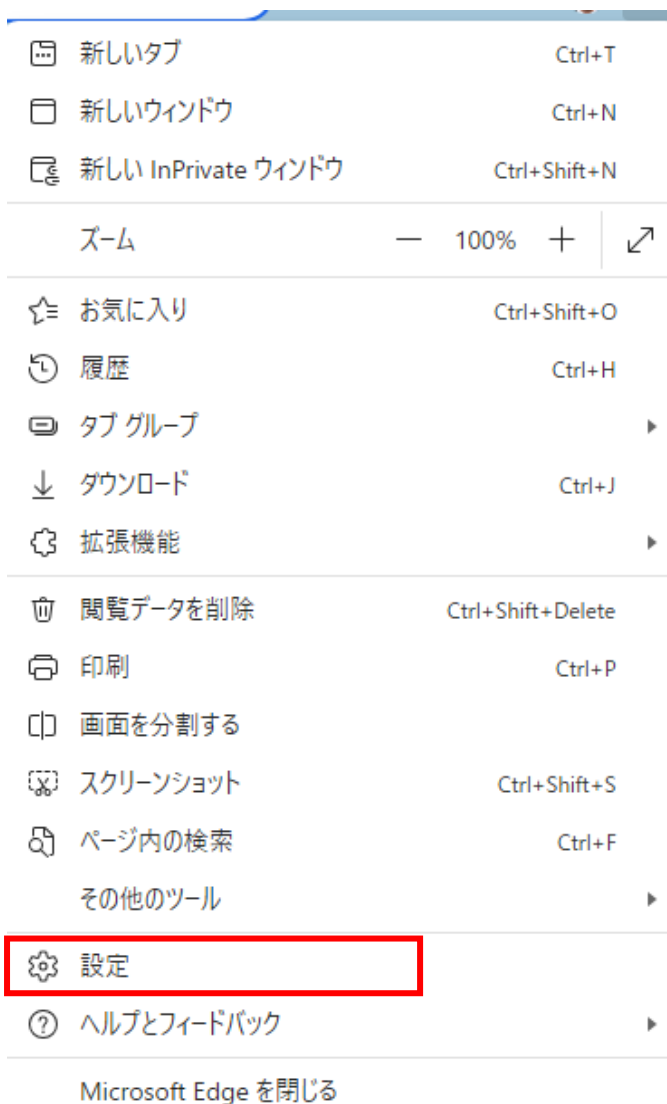 新しいタブ Ctrl+T
新しいウィンドウ Ctrl+N
新しい InPrivate ウィンドウ Ctrl+Shift+N
ズーム 100%
お気に入り Ctrl+Shift+O
履歴 Ctrl+H
タブ グループ
ダウンロード Ctrl+J
拡張機能
閲覧データを削除 Ctrl+Shift+Delete
印刷 Ctrl+P
画面を分割する
スクリーンショット Ctrl+Shift+S
ページ内の検索 Ctrl+F
その他のツール
設定
ヘルプとフィードバック
Microsoft Edge を閉じる